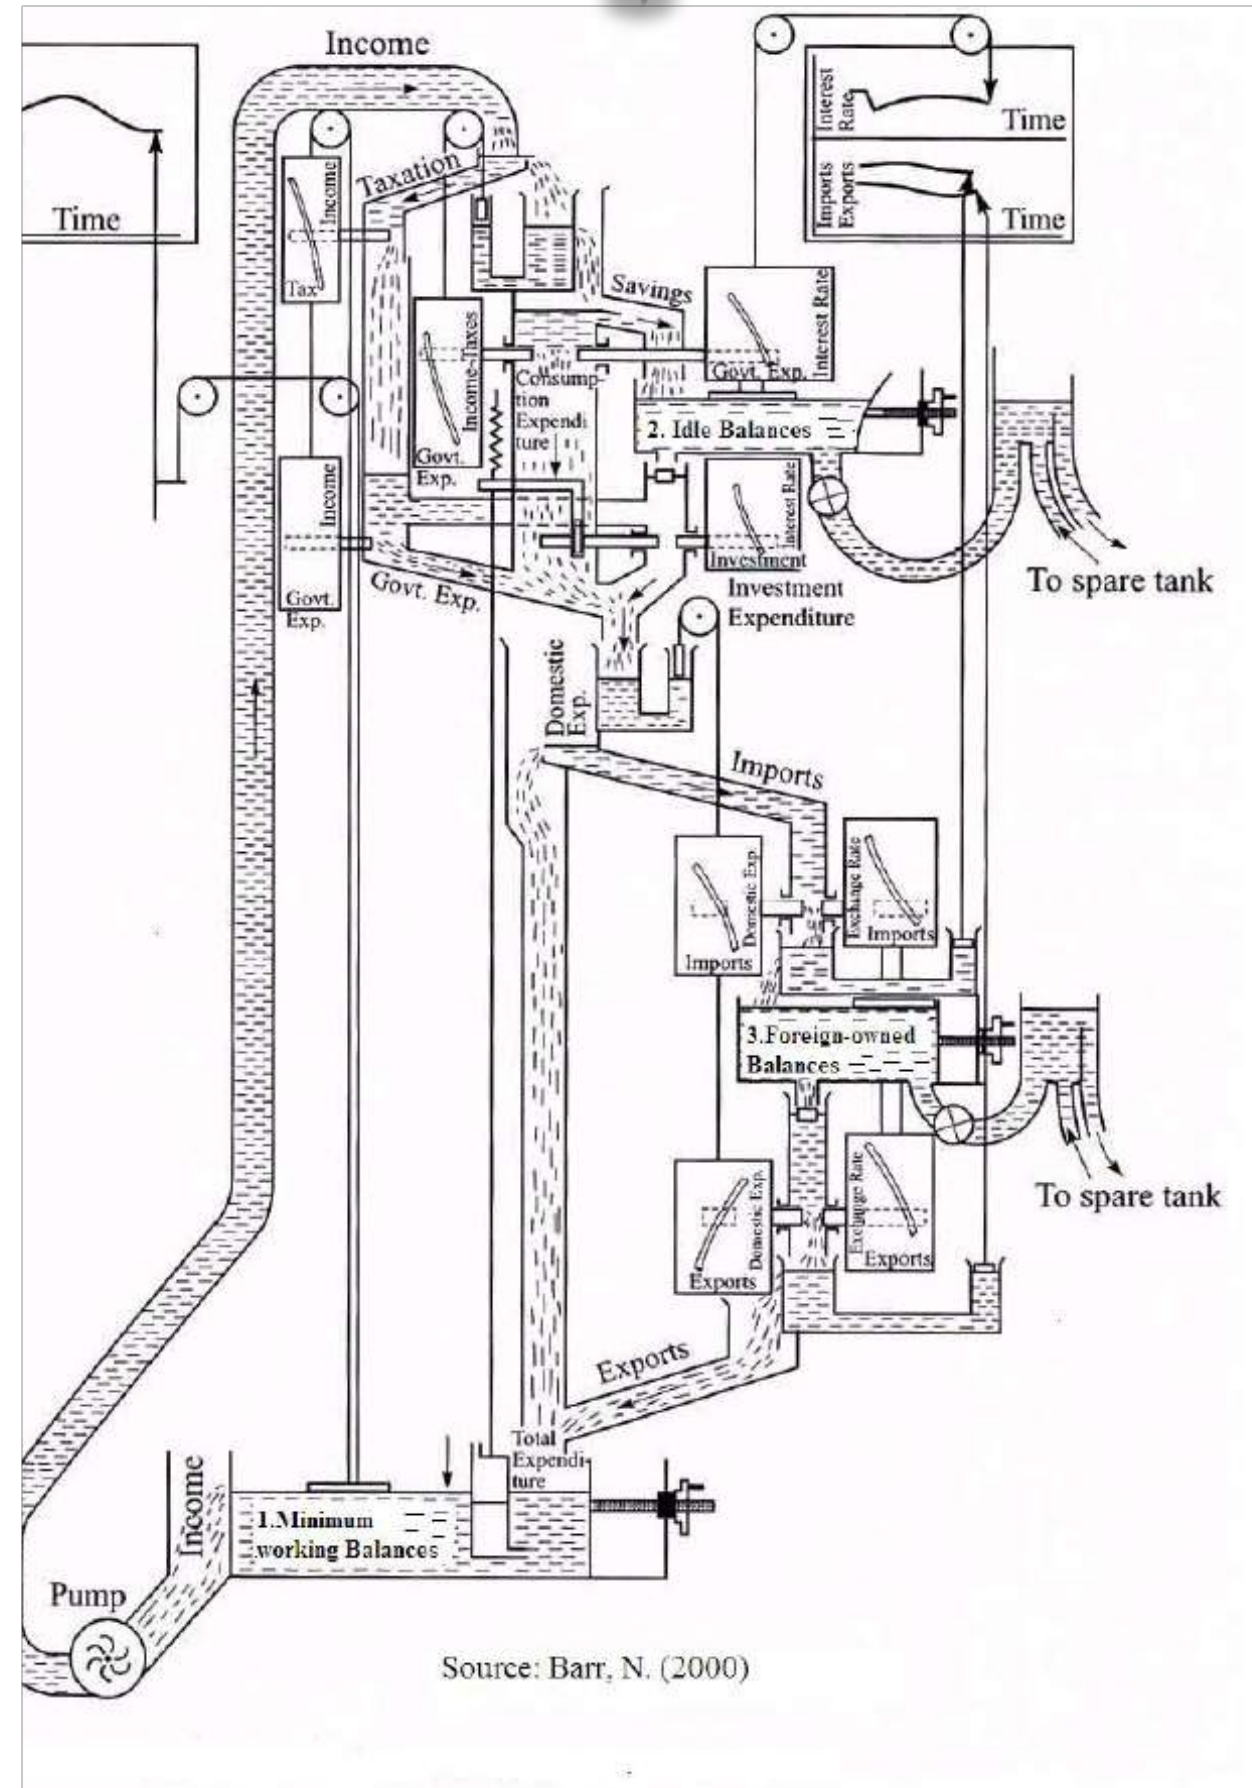 Income
Interest
Rate
Time
Imports
Exports
Time
Time
Taxation
Income
Tax
Savings
Income-Taxes
Govt.
Exp.
Interest Rate
Govt. Exp.
Consump-
tion
Expendi
ture
2. Idle Balances
Income
Govt.
Exp.
Govt. Exp.
Interest Rate
Investment
Investment
Expenditure
To spare tank
Domestic
Exp.
Imports
Domestic Exp.
Imports
Exchange Rate
Imports
3.Foreign-owned
Balances
To spare tank
Domestic Exp.
Exports
Exchange Rate
Exports
Exports
Total
Expendi-
ture
Income
1.Minimum
working Balances
Pump
Source: Barr, N. (2000)